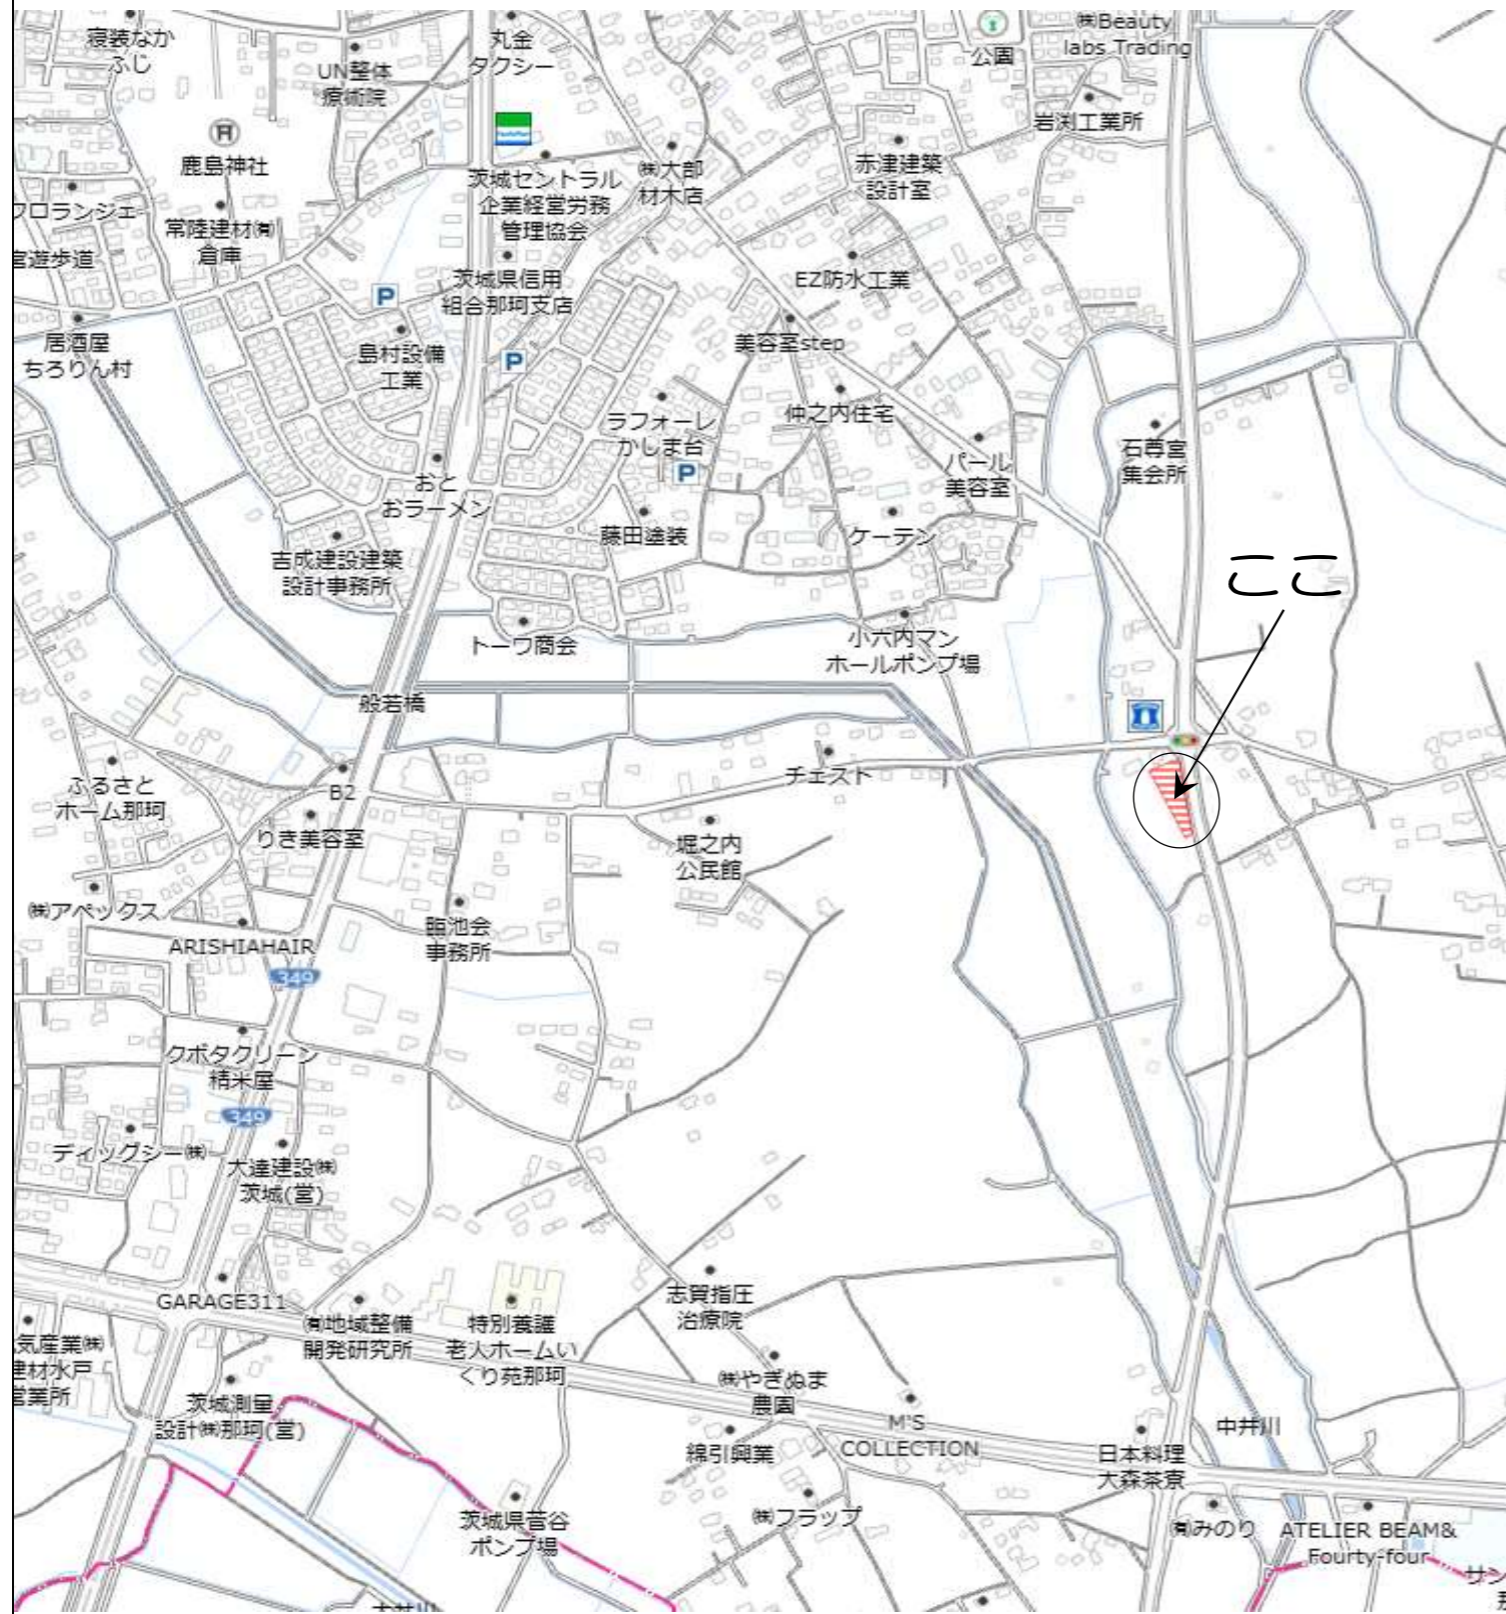 寝装なか
ふじ
UN整体
療術院
丸金
タクシー
公園
㈱Beauty
labs Trading
岩渕工業所
鹿島神社
茨城セントラル
企業経営労務
管理協会
㈱大部
材木店
赤津建築
設計室
フロランジェ
常陸建材㈲
倉庫
宮遊歩道
P
茨城県信用
組合那珂支店
EZ防水工業
居酒屋
ちろりん村
島村設備
工業
P
美容室step
ラフォーレ
かしま台
P
仲之内住宅
パール
美容室
石尊宮
集会所
おと
おラーメン
吉成建設建築
設計事務所
藤田塗装
ケーテン
ここ
トーワ商会
小六内マン
ホールポンプ場
般若橋
ふるさと
ホーム那珂
B2
りき美容室
チェスト
堀之内
公民館
㈱アペックス
ARISHIAHAIR
臨池会
事務所
349
クボタクリーン
精米屋
349
ディッグシー㈱
大達建設㈱
茨城(営)
GARAGE311
㈲地域整備
開発研究所
特別養護
老人ホームい
くり苑那珂
志賀指圧
治療院
気産業㈱
建材水戸
営業所
茨城測量
設計㈱那珂(営)
㈱やぎぬま
農園
綿引興業
M'S
COLLECTION
日本料理
大森茶寮
中井川
茨城県菅谷
ポンプ場
㈱フラップ
㈲みのり
ATELIER BEAM&
Fourty-four
サン